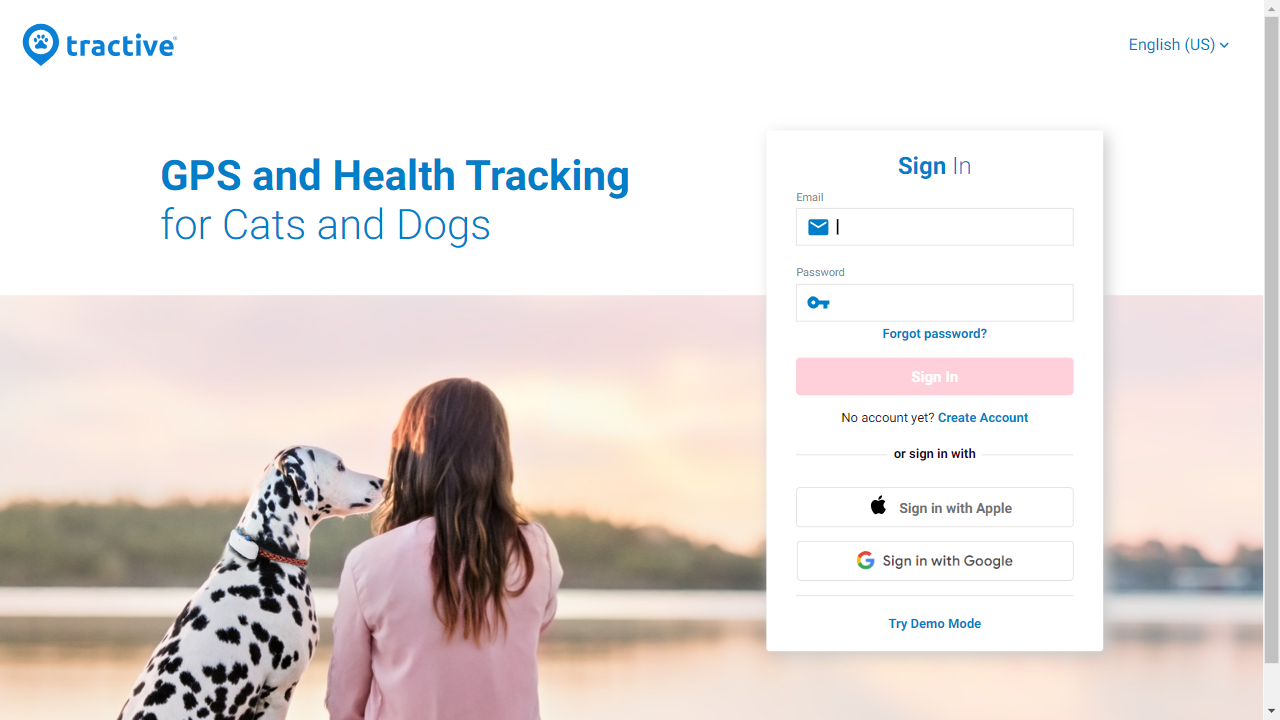 tractive®
English (US)
GPS and Health Tracking
for Cats and Dogs
Sign In
Email
Password
Forgot password?
Sign In
No account yet? Create Account
or sign in with
Sign in with Apple
Sign in with Google
Try Demo Mode